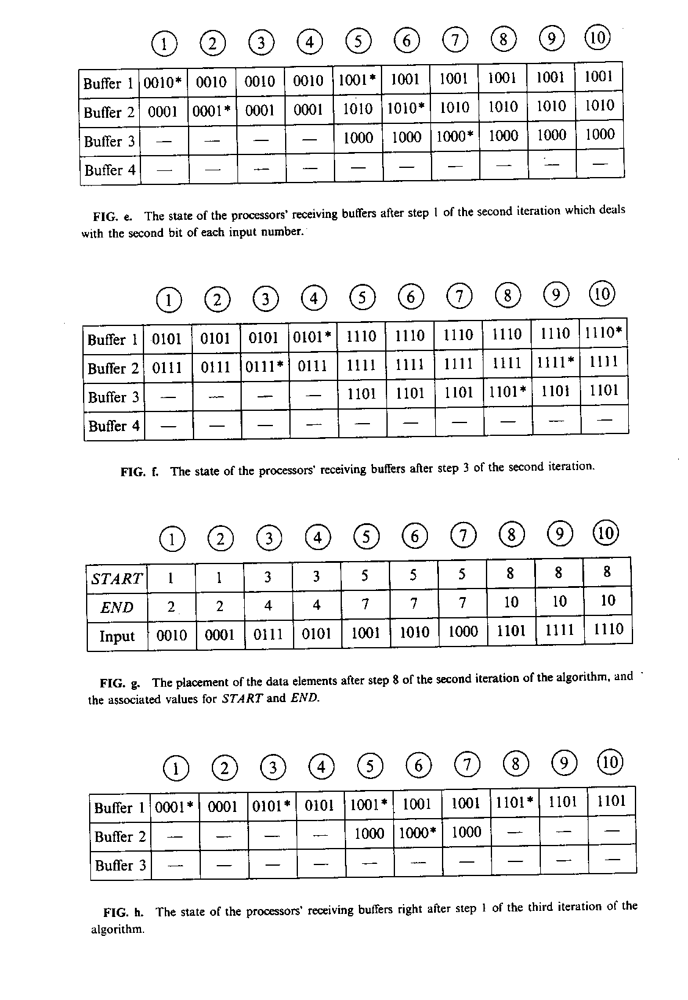 1 2 3 4 5 6 7 8 9 10
Buffer 1 0010* 0010 0010 0010 1001* 1001 1001 1001 1001 1001
Buffer 2 0001 0001* 0001 0001 1010 1010* 1010 1010 1010 1010
Buffer 3 — — — — 1000 1000 1000* 1000 1000 1000
Buffer 4 — — — — — — — — — —
FIG. e. The state of the processors' receiving buffers after step 1 of the second iteration which deals
with the second bit of each input number.
1 2 3 4 5 6 7 8 9 10
Buffer 1 0101 0101 0101 0101* 1110 1110 1110 1110 1110 1110*
Buffer 2 0111 0111 0111* 0111 1111 1111 1111 1111 1111* 1111
Buffer 3 — — — — 1101 1101 1101 1101* 1101 1101
Buffer 4 — — — — — — — — — —
FIG. f. The state of the processors' receiving buffers after step 3 of the second iteration.
1 2 3 4 5 6 7 8 9 10
START 1 1 3 3 5 5 5 8 8 8
END 2 2 4 4 7 7 7 10 10 10
Input 0010 0001 0111 0101 1001 1010 1000 1101 1111 1110
FIG. g. The placement of the data elements after step 8 of the second iteration of the algorithm, and
the associated values for START and END.
1 2 3 4 5 6 7 8 9 10
Buffer 1 0001* 0001 0101* 0101 1001* 1001 1001 1101* 1101 1101
Buffer 2 — — — — 1000 1000* 1000 — — —
Buffer 3 — — — — — — — — — —
FIG. h. The state of the processors' receiving buffers right after step 1 of the third iteration of the
algorithm.